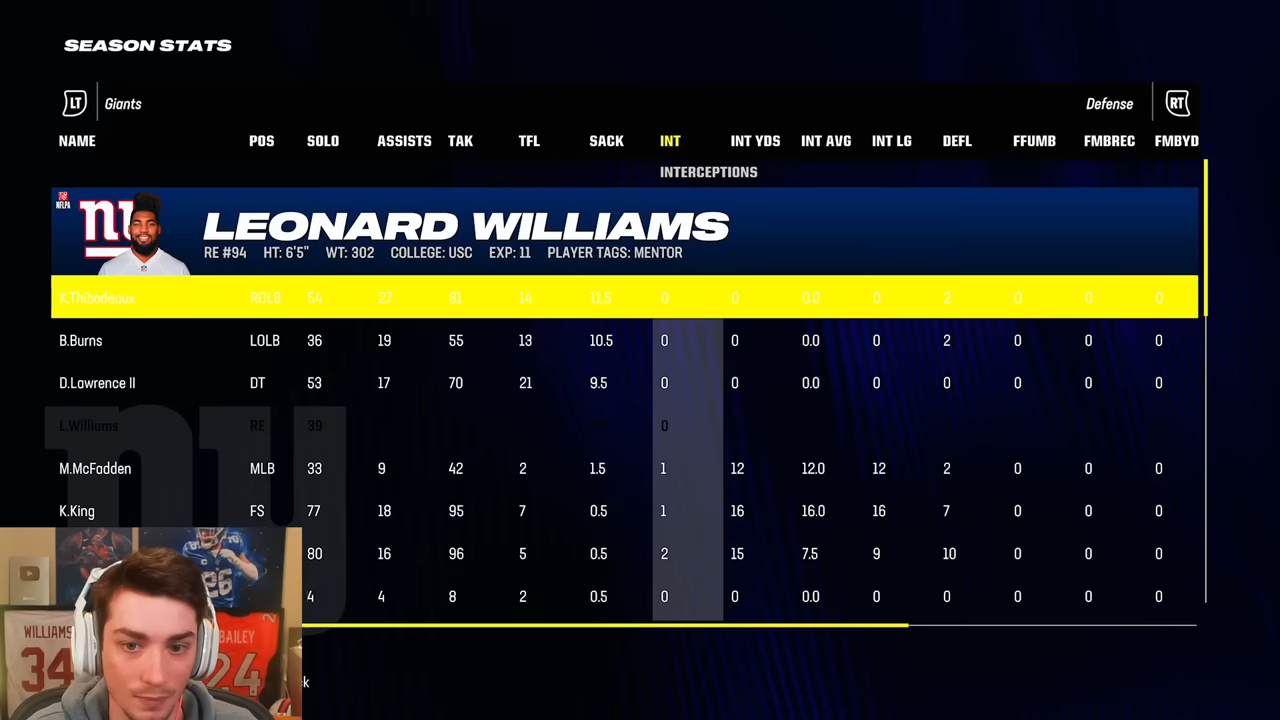 SEASON STATS
LT Giants Defense RT
NAME POS SOLO ASSISTS TAK TFL SACK INT INT YDS INT AVG INT LG DEFL FFUMB FMBREC FMBYD
INTERCEPTIONS
NFLPA
ny
LEONARD WILLIAMS
RE #94 HT: 6'5" WT: 302 COLLEGE: USC EXP: 11 PLAYER TAGS: MENTOR
K.Thibodeaux ROLB 54 27 81 14 11.5 0 0 0.0 0 2 0 0 0
B.Burns LOLB 36 19 55 13 10.5 0 0 0.0 0 2 0 0 0
D.Lawrence II DT 53 17 70 21 9.5 0 0 0.0 0 0 0 0 0
L.Williams RE 39 0
M.McFadden MLB 33 9 42 2 1.5 1 12 12.0 12 2 0 0 0
K.King FS 77 18 95 7 0.5 1 16 16.0 16 7 0 0 0
80 16 96 5 0.5 2 15 7.5 9 10 0 0 0
4 4 8 2 0.5 0 0 0.0 0 0 0 0 0
ny
26
WILLIAMS
34
BAILEY
24